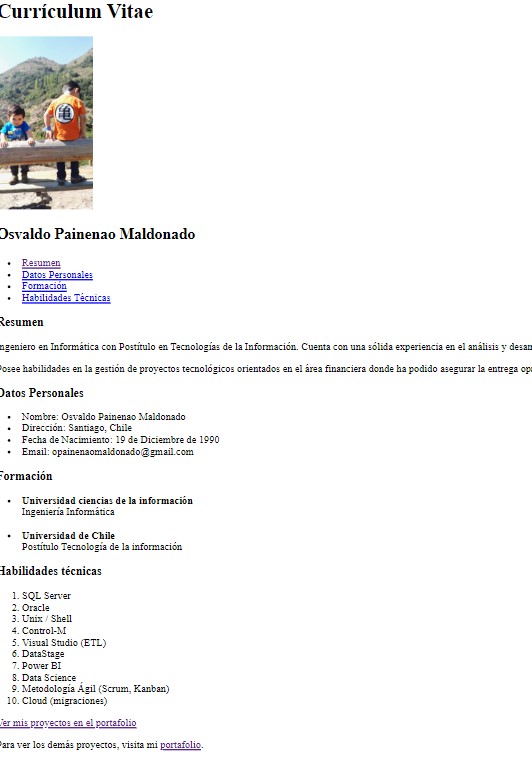 Currículum Vitae
亀
Osvaldo Painenao Maldonado
Resumen
Datos Personales
Formación
Habilidades Técnicas
Resumen
Ingeniero en Informática con Postítulo en Tecnologías de la Información. Cuenta con una sólida experiencia en el análisis y
Posee habilidades en la gestión de proyectos tecnológicos orientados en el área financiera donde ha podido asegurar la entrega
Datos Personales
Nombre: Osvaldo Painenao Maldonado
Dirección: Santiago, Chile
Fecha de Nacimiento: 19 de Diciembre de 1990
Email: opainenaomaldonado@gmail.com
Formación
Universidad ciencias de la información
Ingeniería Informática
Universidad de Chile
Postítulo Tecnología de la información
Habilidades técnicas
1. SQL Server
2. Oracle
3. Unix / Shell
4. Control-M
5. Visual Studio (ETL)
6. DataStage
7. Power BI
8. Data Science
9. Metodología Ágil (Scrum, Kanban)
10. Cloud (migraciones)
Ver mis proyectos en el portafolio
Para ver los demás proyectos, visita mi portafolio.